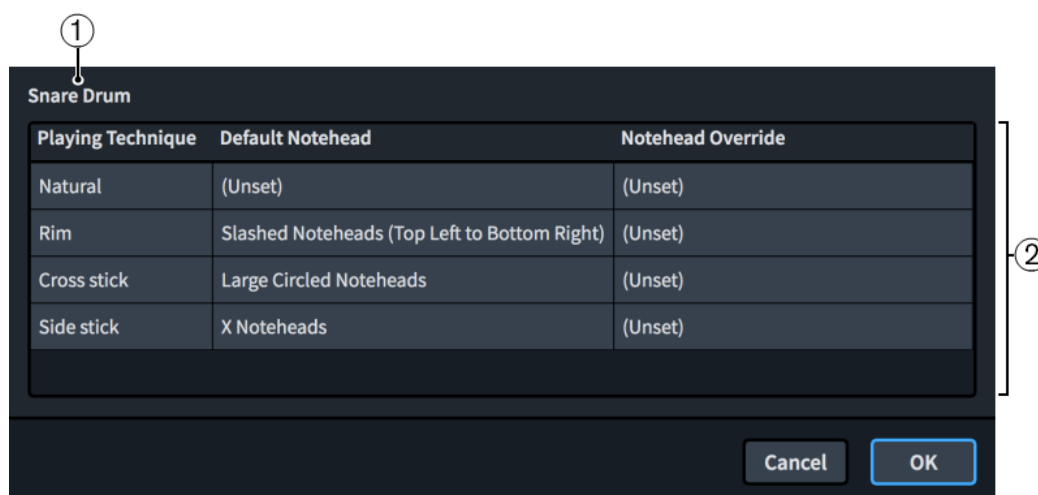 1
Snare Drum
Playing Technique Default Notehead Notehead Override
Natural (Unset) (Unset)
Rim Slashed Noteheads (Top Left to Bottom Right) (Unset)
Cross stick Large Circled Noteheads (Unset)
Side stick X Noteheads (Unset)
2
Cancel OK